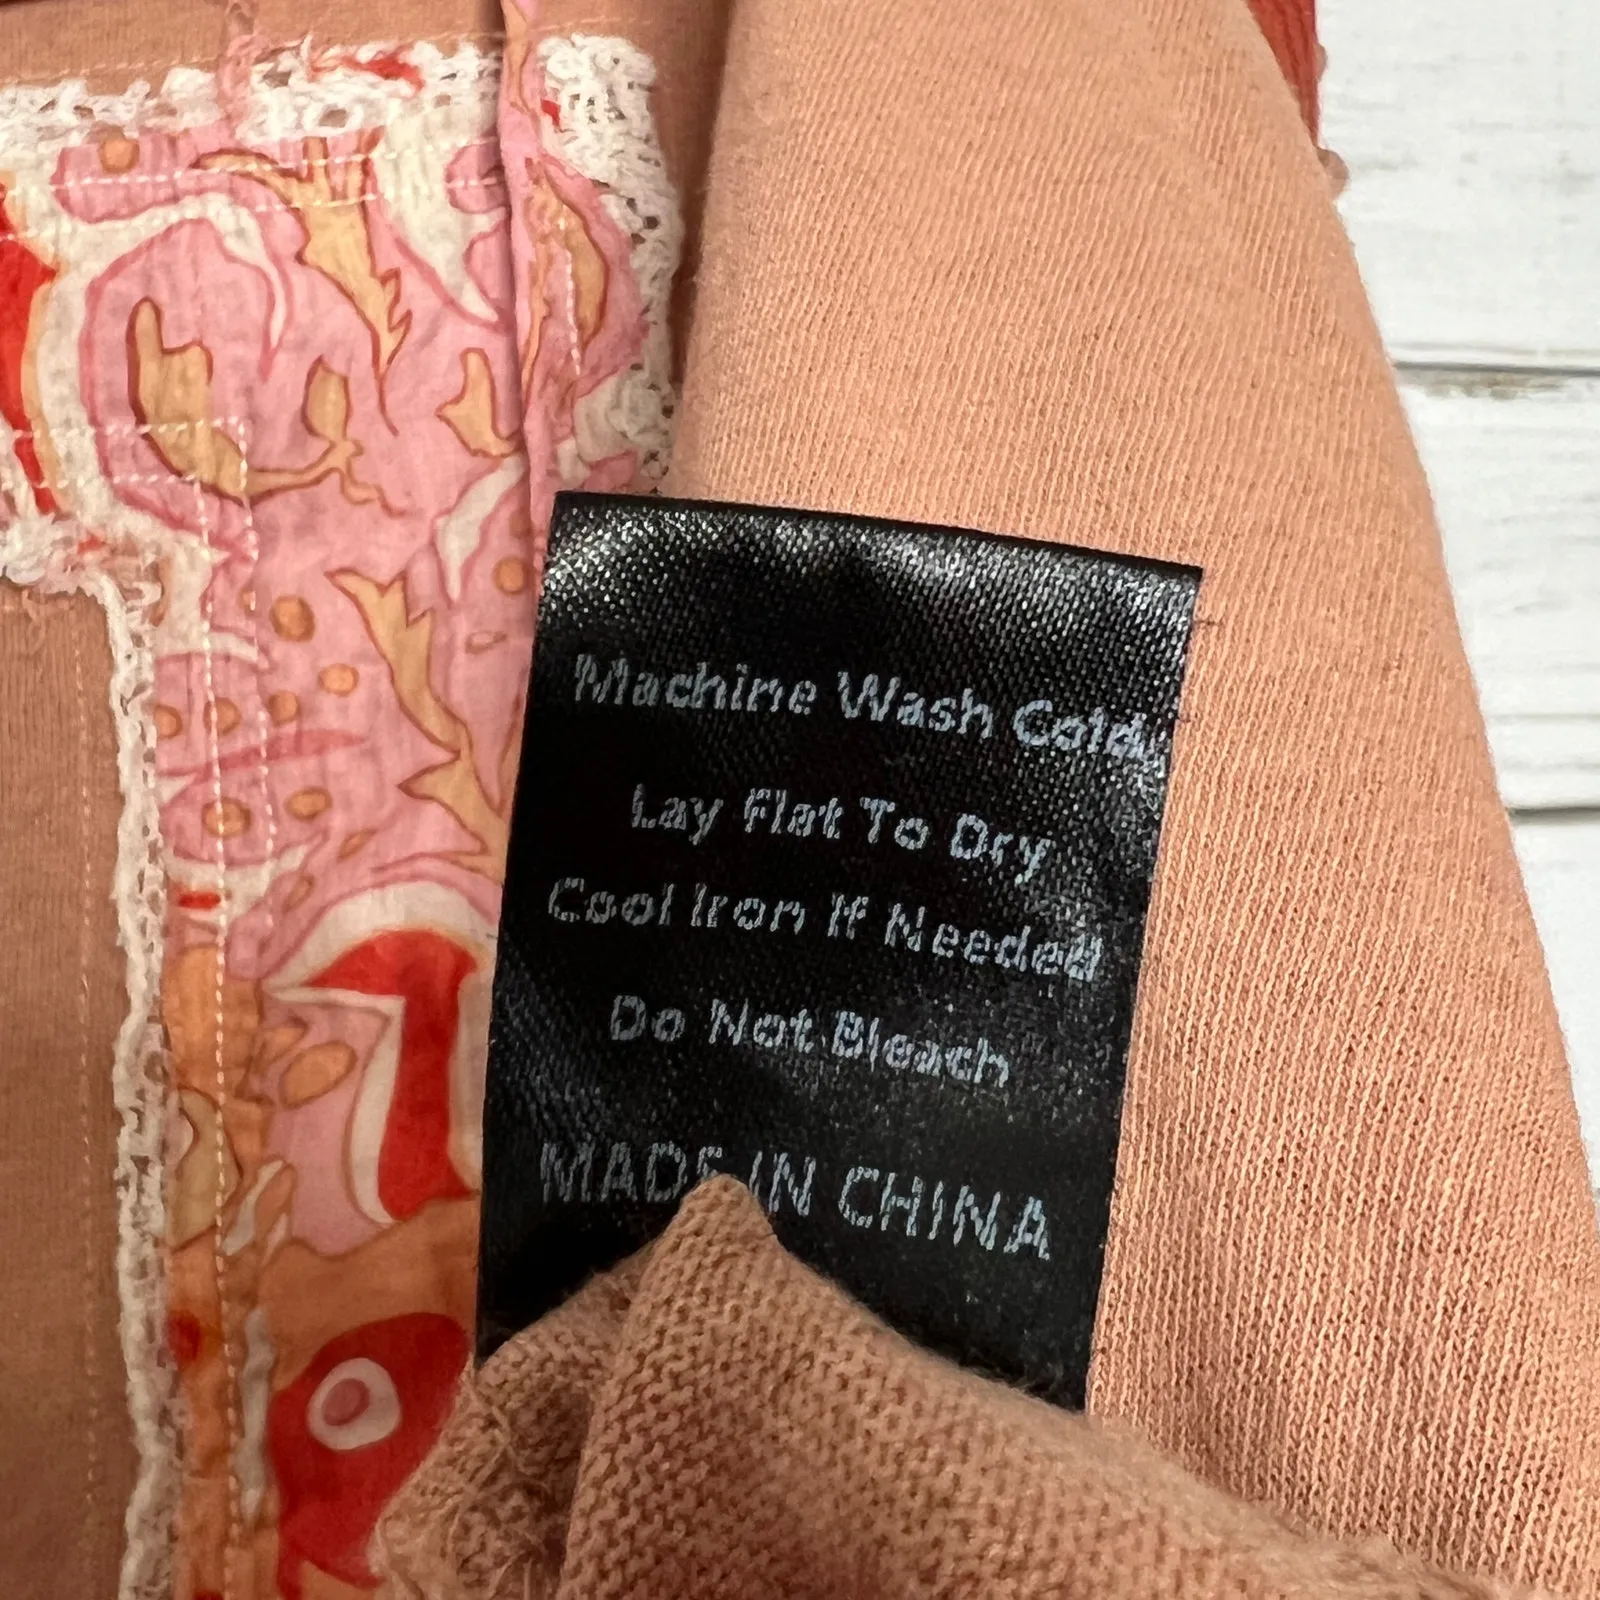 Machine Wash Cold,
Lay Flat To Dry
Cool Iron If Needed
Do Not Bleach
MADE IN CHINA